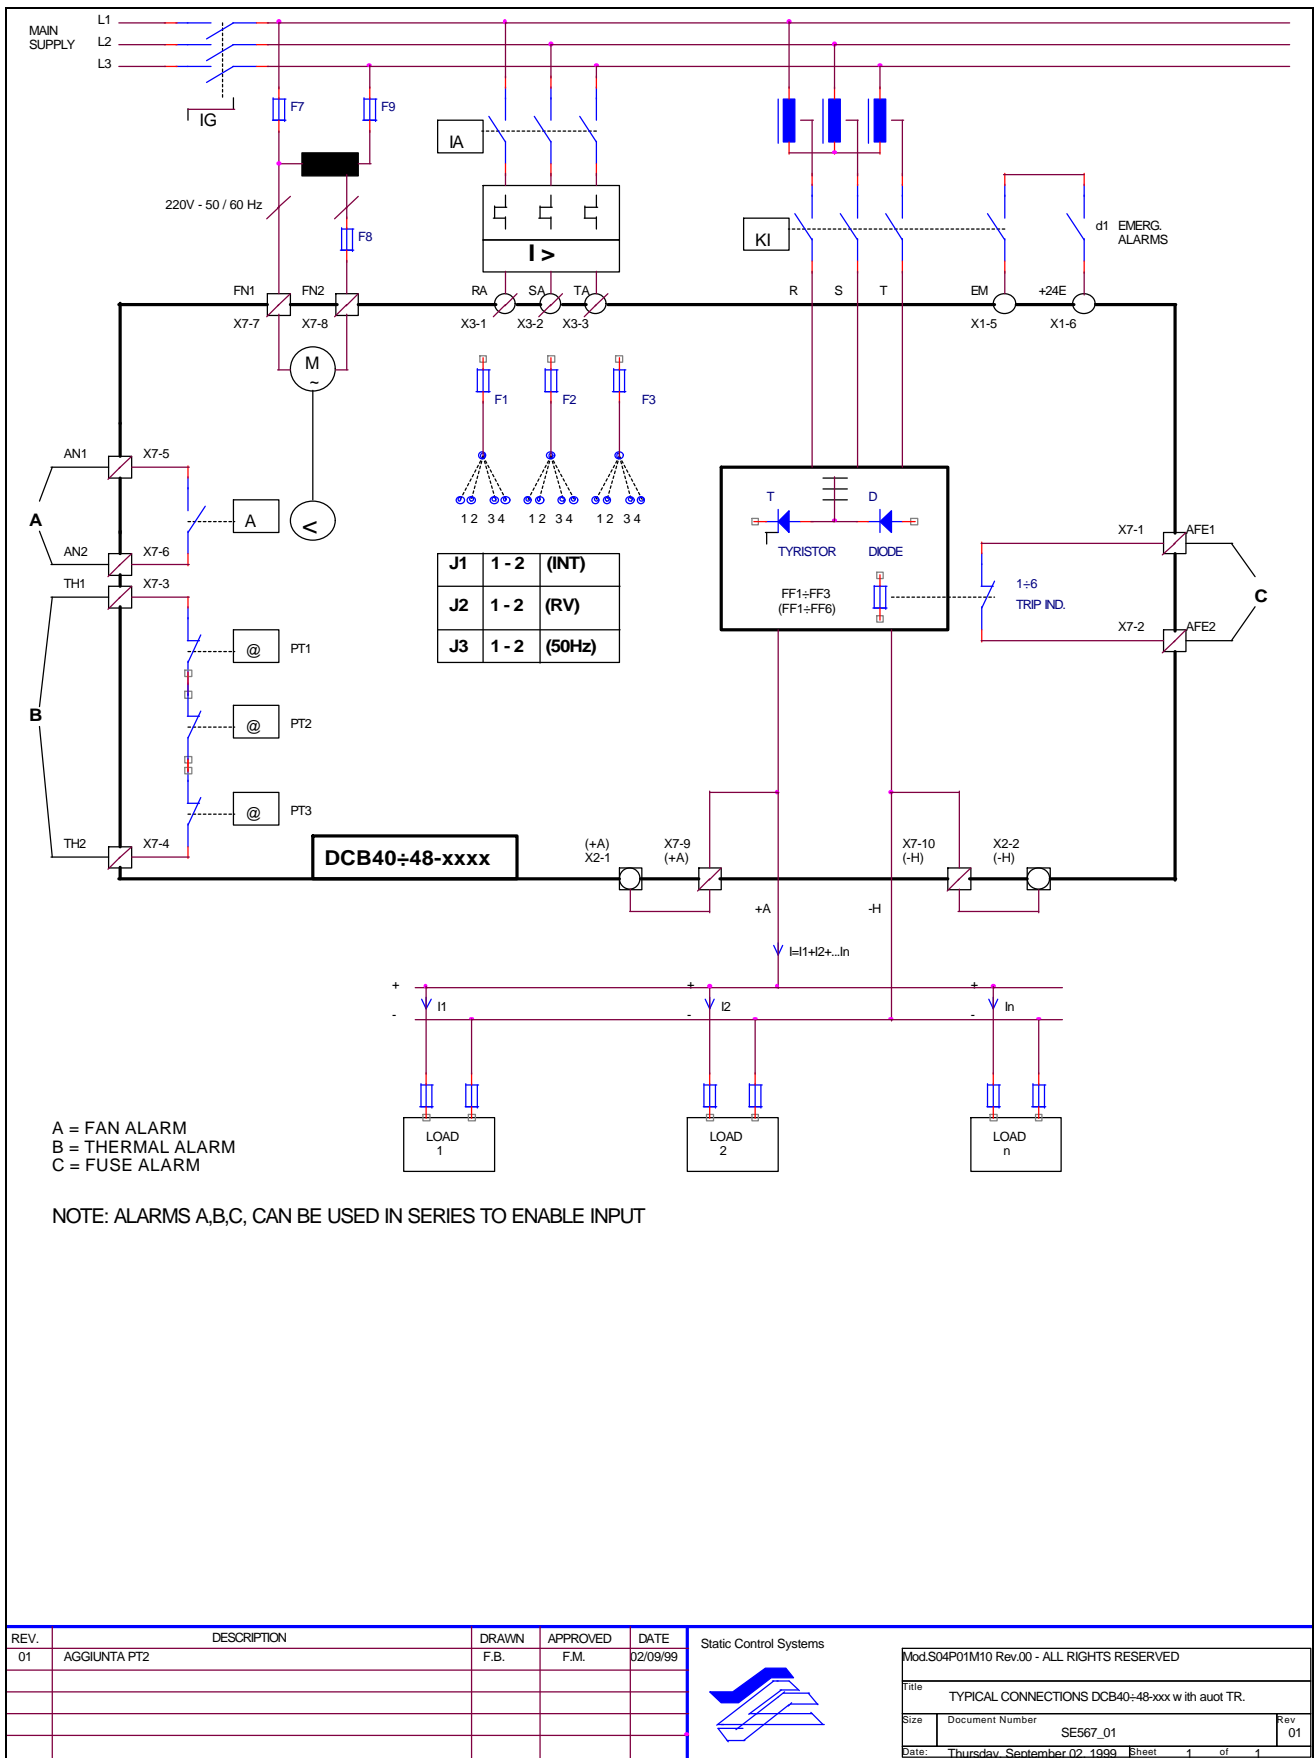 MAIN
SUPPLY
L1
L2
L3
IG
F7
F9
IA
220V - 50 / 60 Hz
F8
I >
KI
d1 EMERG.
ALARMS
FN1 FN2 RA SA TA R S T EM +24E
X7-7 X7-8 X3-1 X3-2 X3-3 X1-5 X1-6
M
~
F1 F2 F3
AN1 X7-5
A
A
<
1 2 3 4 1 2 3 4 1 2 3 4
AN2 X7-6
TH1 X7-3
J1 1 - 2 (INT)
J2 1 - 2 (RV)
J3 1 - 2 (50Hz)
T D
TYRISTOR DIODE
FF1÷FF3
(FF1÷FF6)
X7-1 AFE1
1÷6
TRIP IND.
C
X7-2 AFE2
@ PT1
B
@ PT2
@ PT3
TH2 X7-4
DCB40÷48-xxxx
(+A)
X2-1
X7-9
(+A)
X7-10
(-H)
X2-2
(-H)
+A -H
I=I1+I2+...In
+ + +
I1 I2 In
- - -
LOAD
1
LOAD
2
LOAD
n
A = FAN ALARM
B = THERMAL ALARM
C = FUSE ALARM
NOTE: ALARMS A,B,C, CAN BE USED IN SERIES TO ENABLE INPUT
REV. DESCRIPTION DRAWN APPROVED DATE
01 AGGIUNTA PT2 F.B. F.M. 02/09/99
Static Control Systems
Mod.S04P01M10 Rev.00 - ALL RIGHTS RESERVED
Title
TYPICAL CONNECTIONS DCB40÷48-xxx w ith auot TR.
Size Document Number Rev
SE567_01 01
Date: Thursday, September 02, 1999 Sheet 1 of 1